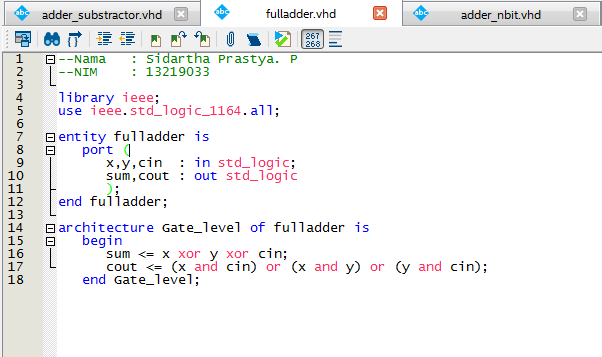 adder_substractor.vhd fulladder.vhd adder_nbit.vhd
abc abc abc
267
268
1 --Nama   : Sidartha Prastya. P
2 --NIM    : 13219033
3
4 library ieee;
5 use ieee.std_logic_1164.all;
6
7 entity fulladder is
8    port (
9       x,y,cin  : in std_logic;
10       sum,cout : out std_logic
11       );
12 end fulladder;
13
14 architecture Gate_level of fulladder is
15    begin
16       sum <= x xor y xor cin;
17       cout <= (x and cin) or (x and y) or (y and cin);
18    end Gate_level;